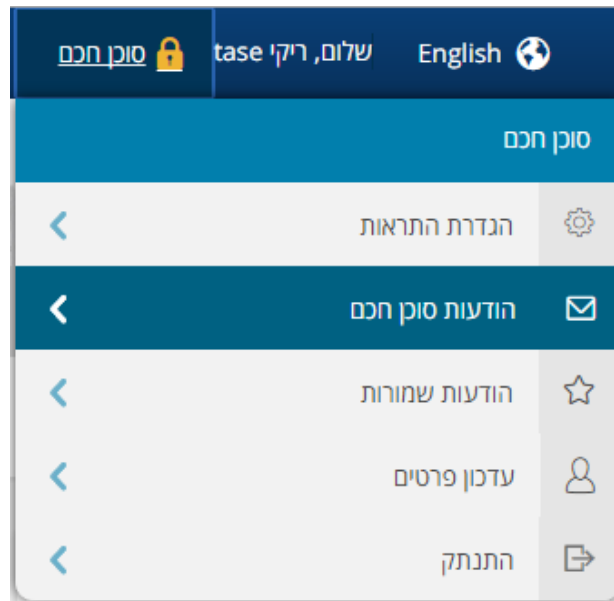 English
שלום, ריקי tase
סוכן חכם
סוכן חכם
הגדרת התראות
הודעות סוכן חכם
הודעות שמורות
עדכון פרטים
התנתק